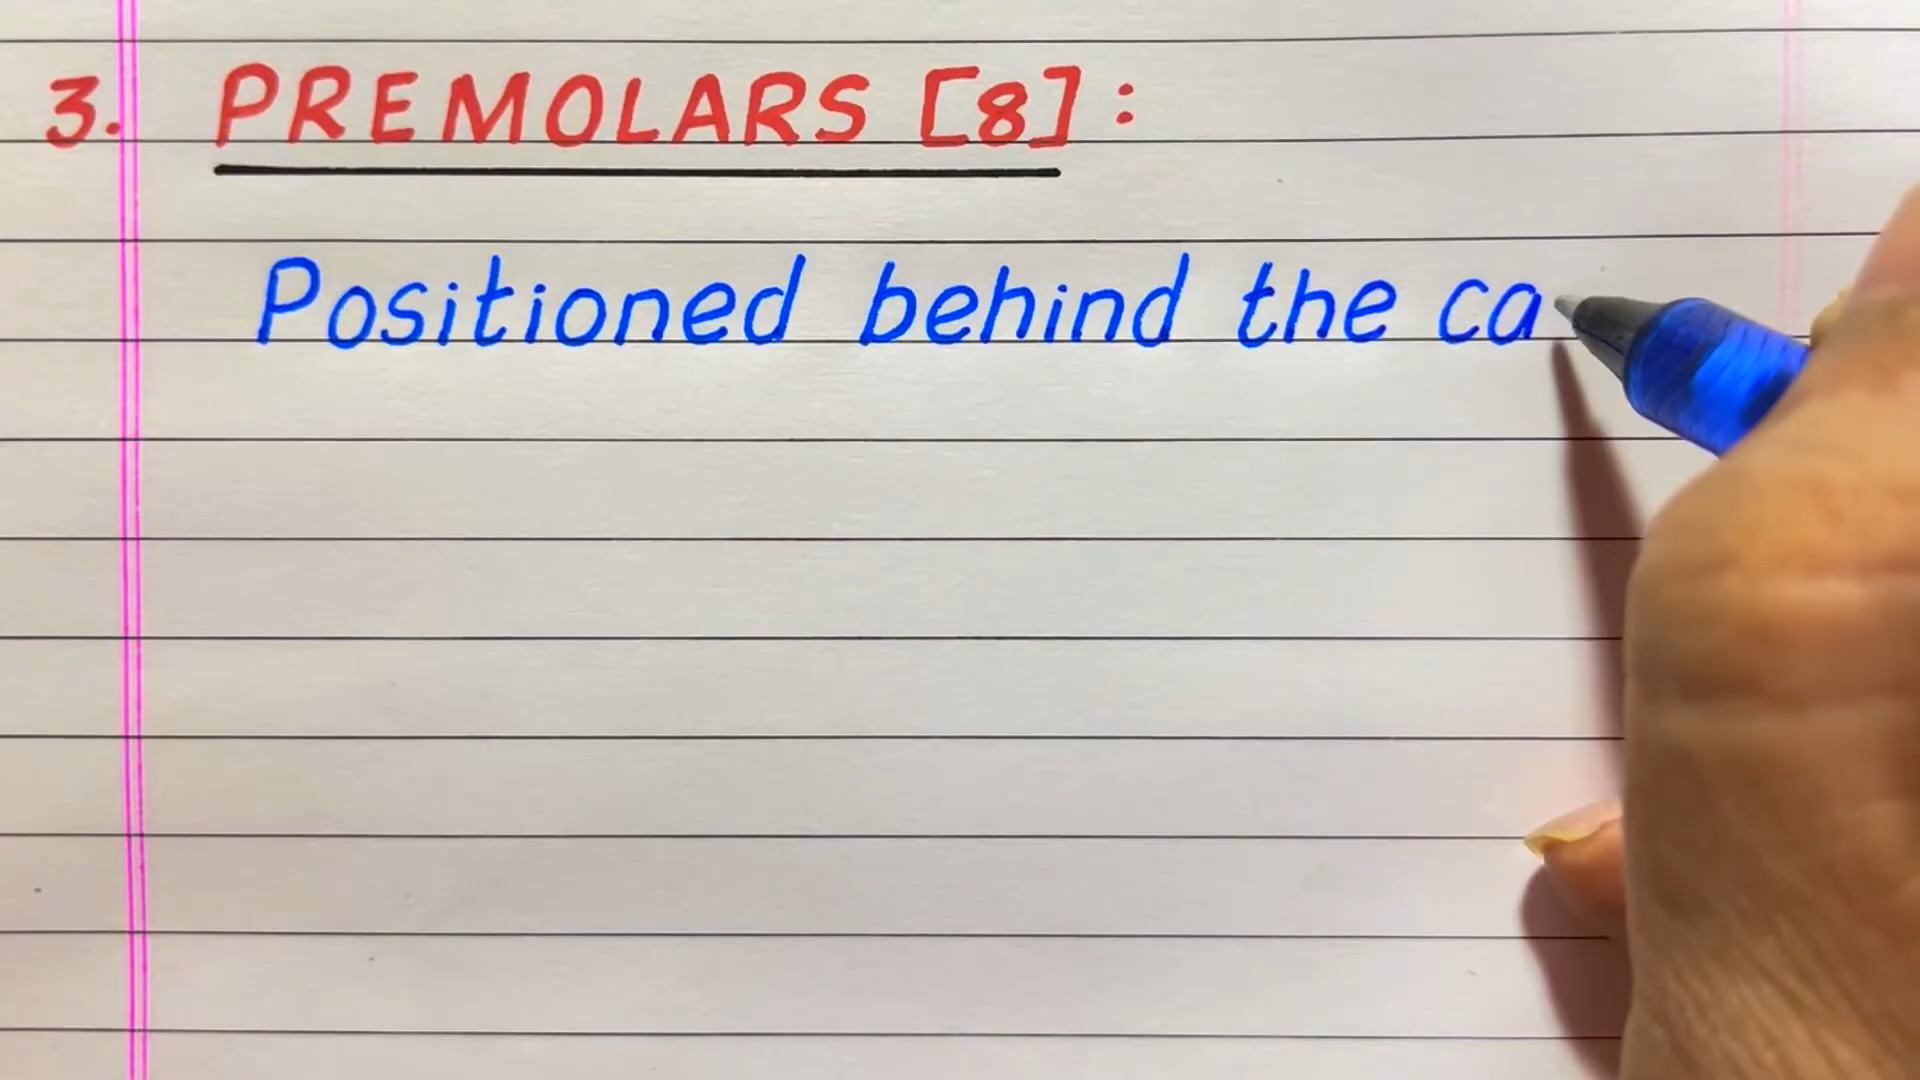 3. PREMOLARS [8] :
Positioned behind the ca